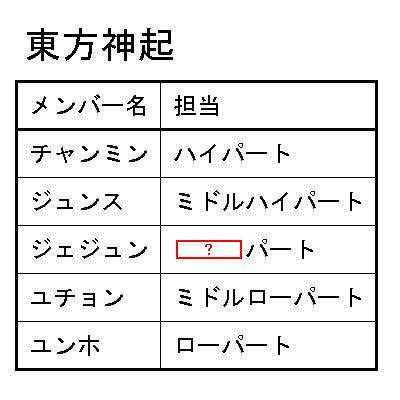 東方神起
メンバー名 担当
チャンミン ハイパート
ジュンス ミドルハイパート
ジェジュン ?パート
ユチョン ミドルローパート
ユンホ ローパート